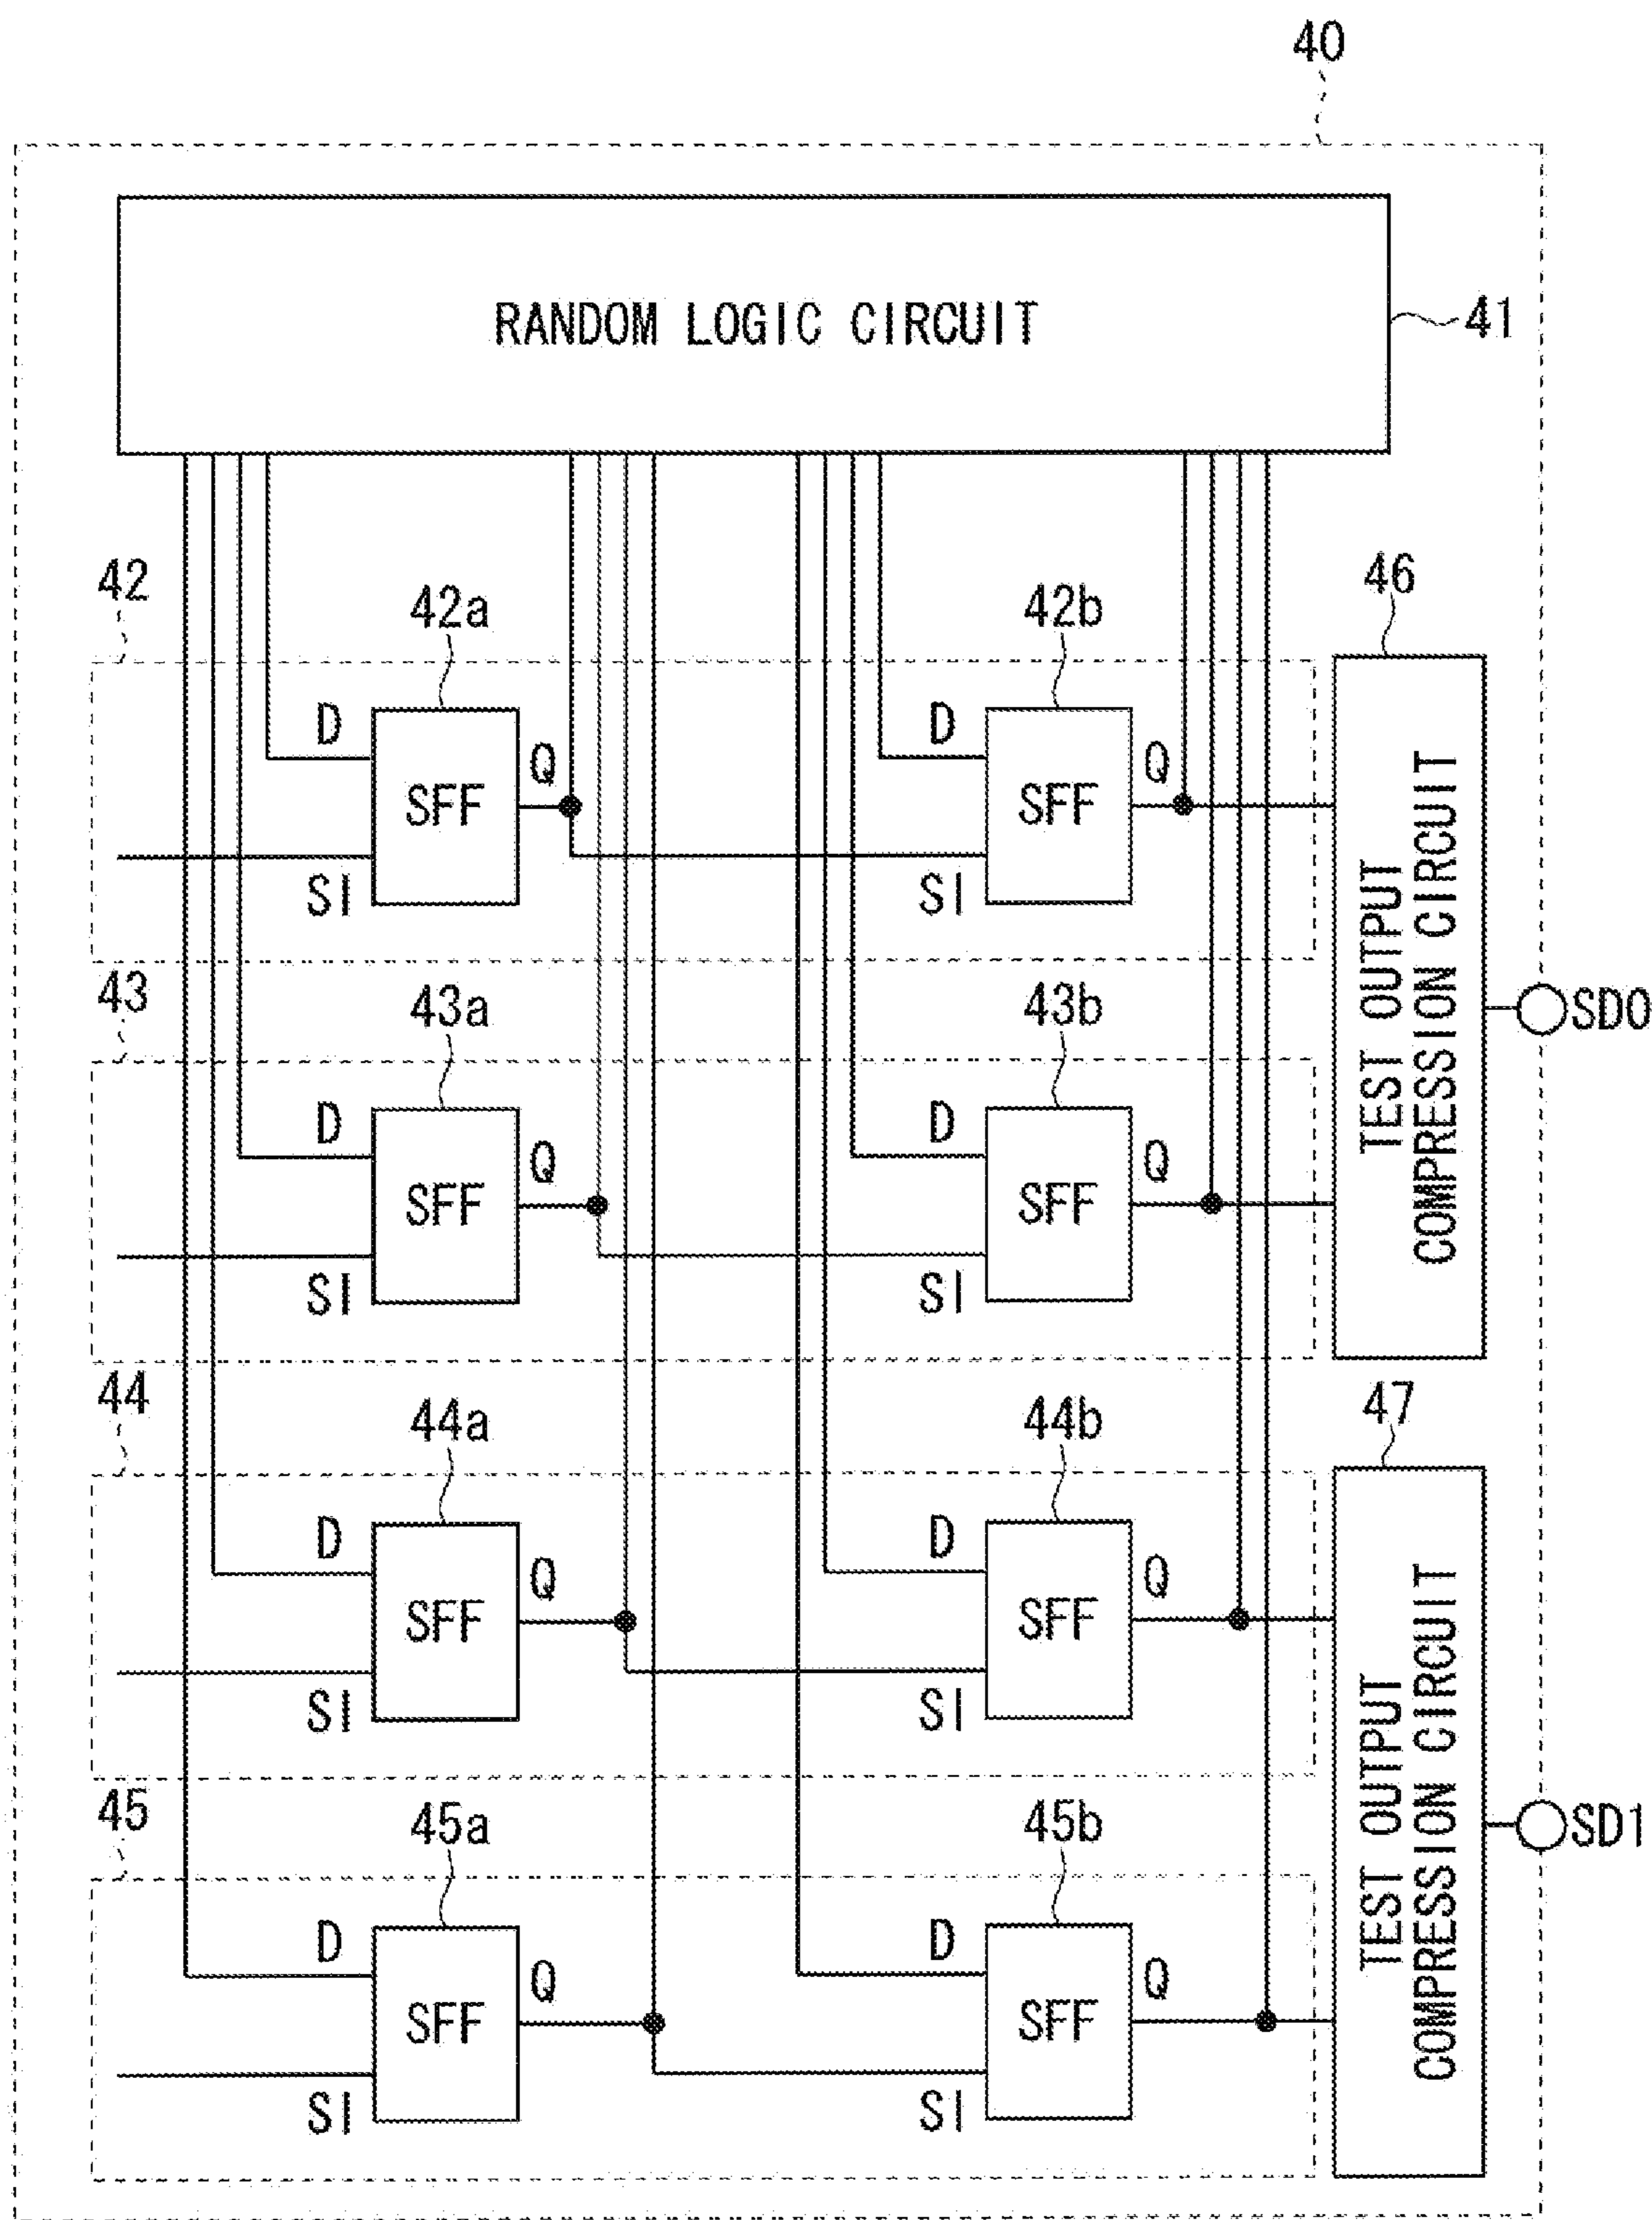 40
RANDOM LOGIC CIRCUIT
41
42
42a
42b
46
D
SFF
Q
SI
D
SFF
Q
SI
TEST OUTPUT
COMPRESSION CIRCUIT
SD0
43
43a
43b
D
SFF
Q
SI
D
SFF
Q
SI
44
44a
44b
47
D
SFF
Q
SI
D
SFF
Q
SI
TEST OUTPUT
COMPRESSION CIRCUIT
SD1
45
45a
45b
D
SFF
Q
SI
D
SFF
Q
SI